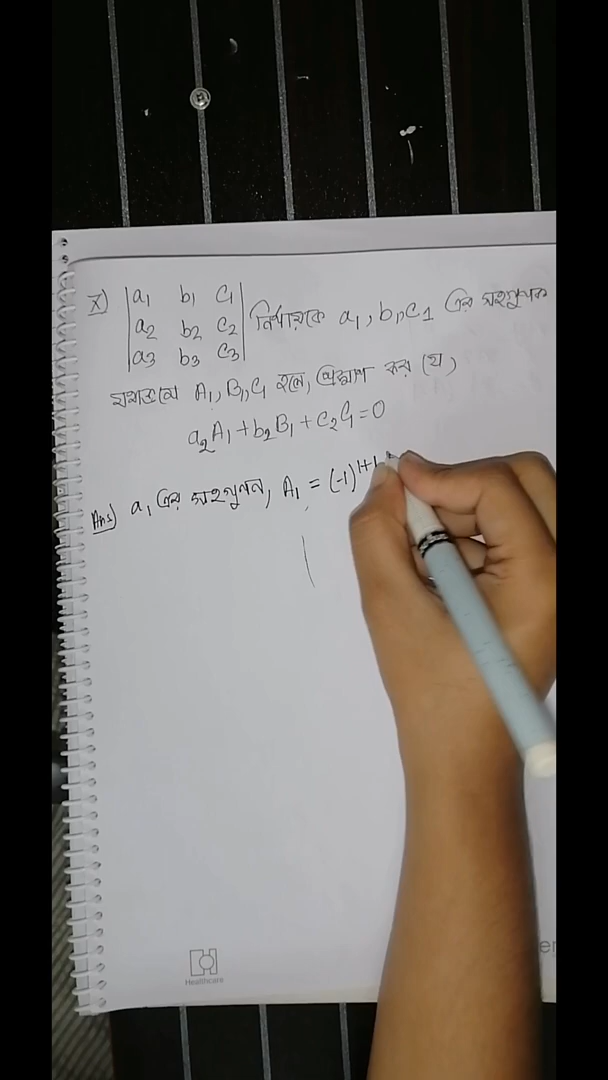 x) | a₁ b₁ c₁ |
| a₂ b₂ c₂ | নির্ণায়কে a₁, b₁, c₁ এর সহগুণক
| a₃ b₃ c₃ |
যথাক্রমে A₁, B₁, C₁ হলে, প্রমাণ কর যে,
a₂A₁ + b₂B₁ + c₂C₁ = 0
Ans) a₁ এর সহগুণক, A₁ = (-1)¹⁺¹
Healthcare